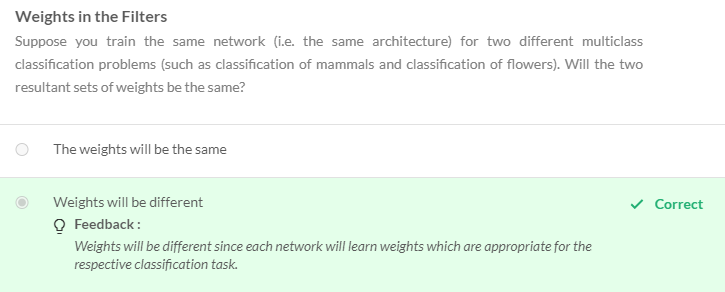 Weights in the Filters
Suppose you train the same network (i.e. the same architecture) for two different multiclass
classification problems (such as classification of mammals and classification of flowers). Will the two
resultant sets of weights be the same?
The weights will be the same
Weights will be different
Correct
Feedback :
Weights will be different since each network will learn weights which are appropriate for the
respective classification task.